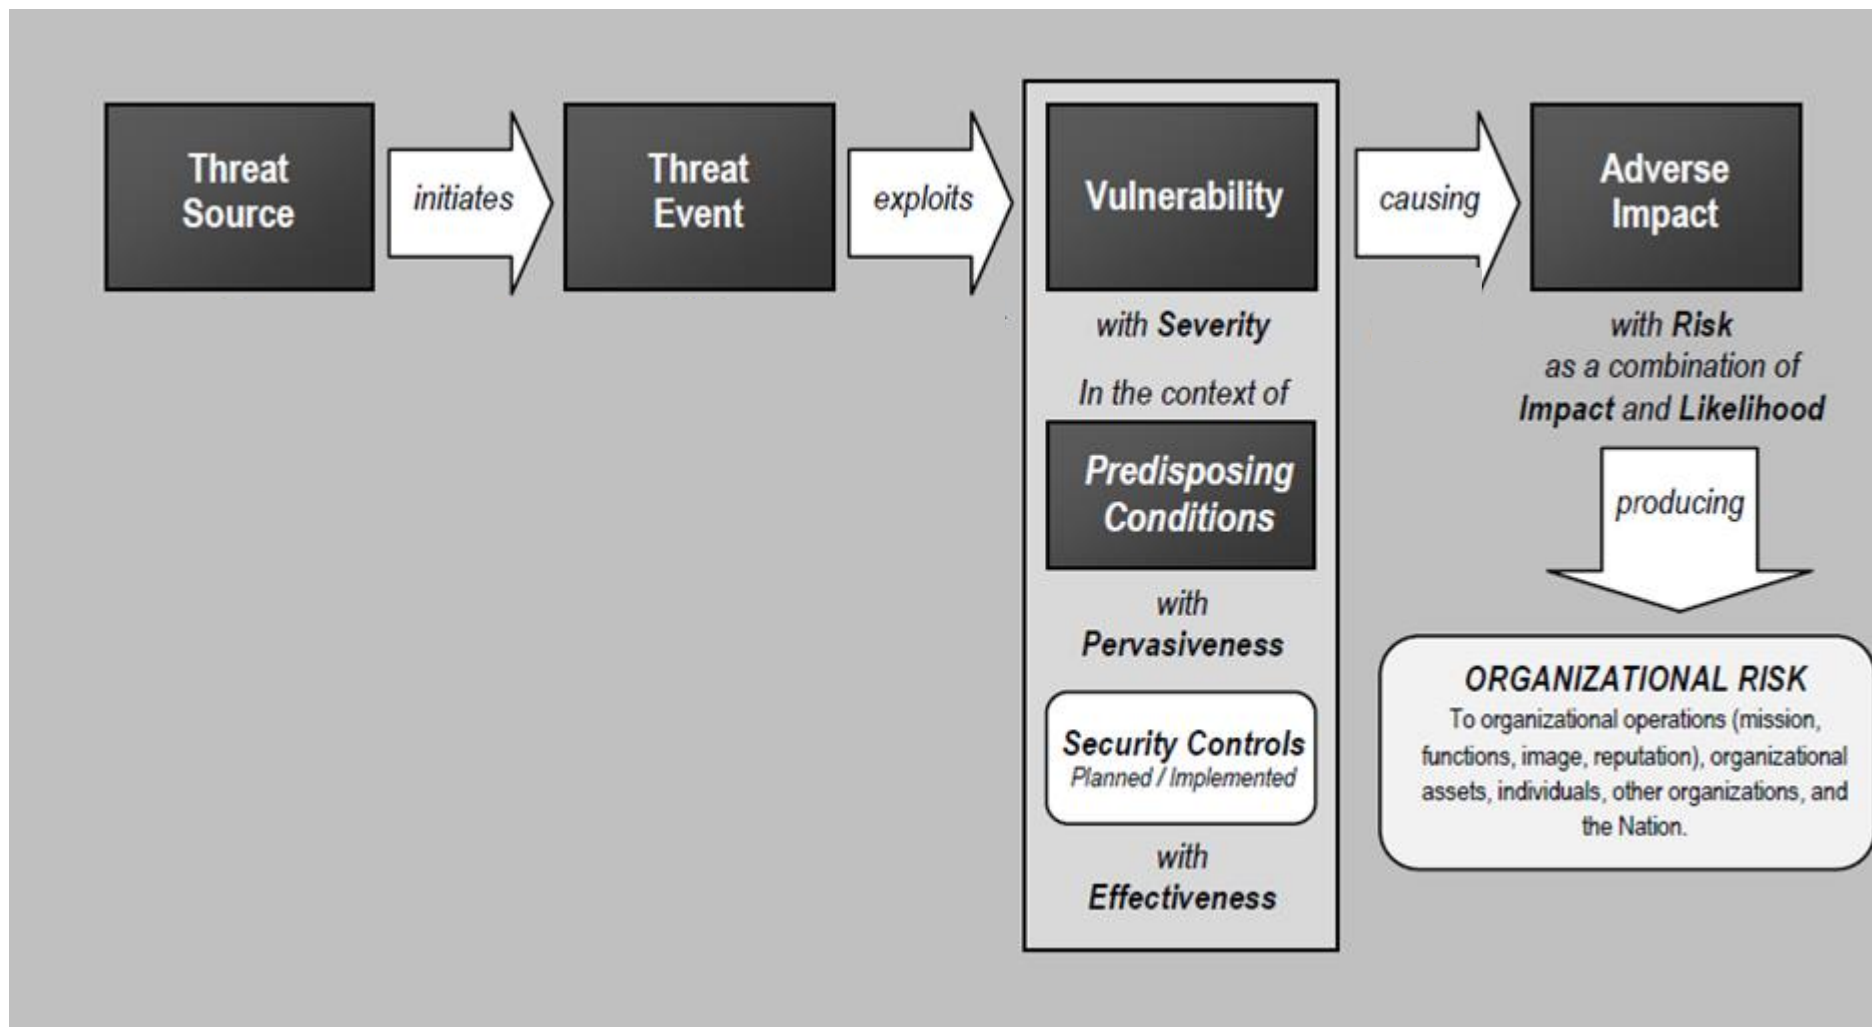 Threat
Source
initiates
Threat
Event
exploits
Vulnerability
with Severity
In the context of
Predisposing
Conditions
with
Pervasiveness
Security Controls
Planned / Implemented
with
Effectiveness
causing
Adverse
Impact
with Risk
as a combination of
Impact and Likelihood
producing
ORGANIZATIONAL RISK
To organizational operations (mission,
functions, image, reputation), organizational
assets, individuals, other organizations, and
the Nation.